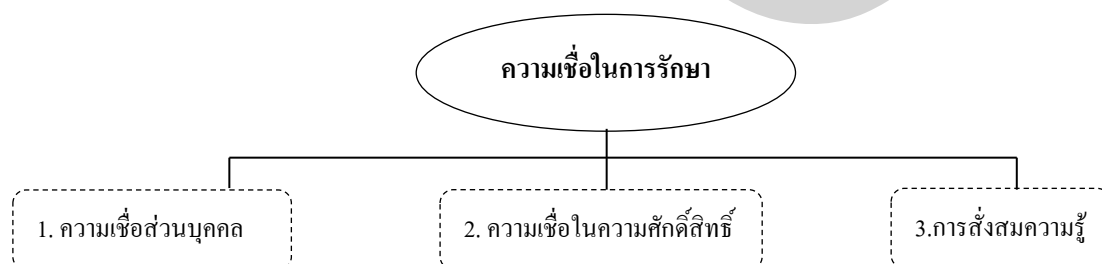 ความเชื่อในการรักษา
1. ความเชื่อส่วนบุคคล
2. ความเชื่อในความศักดิ์สิทธิ์
3.การสั่งสมความรู้